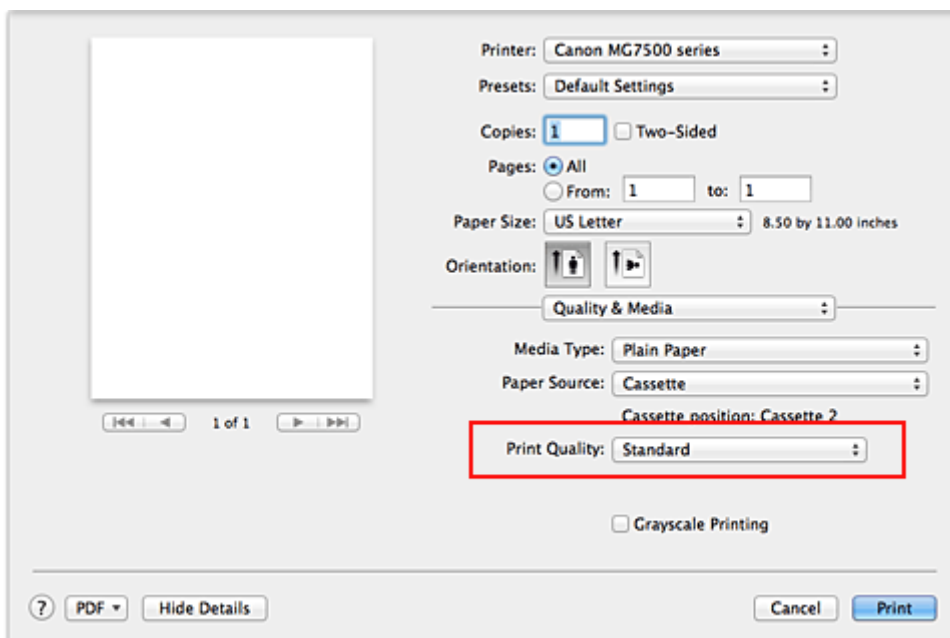 Printer: Canon MG7500 series
Presets: Default Settings
Copies: 1 Two-Sided
Pages: All
From: 1 to: 1
Paper Size: US Letter 8.50 by 11.00 inches
Orientation:
Quality & Media
Media Type: Plain Paper
Paper Source: Cassette
Cassette position: Cassette 2
1 of 1
Print Quality: Standard
Grayscale Printing
? PDF Hide Details Cancel Print